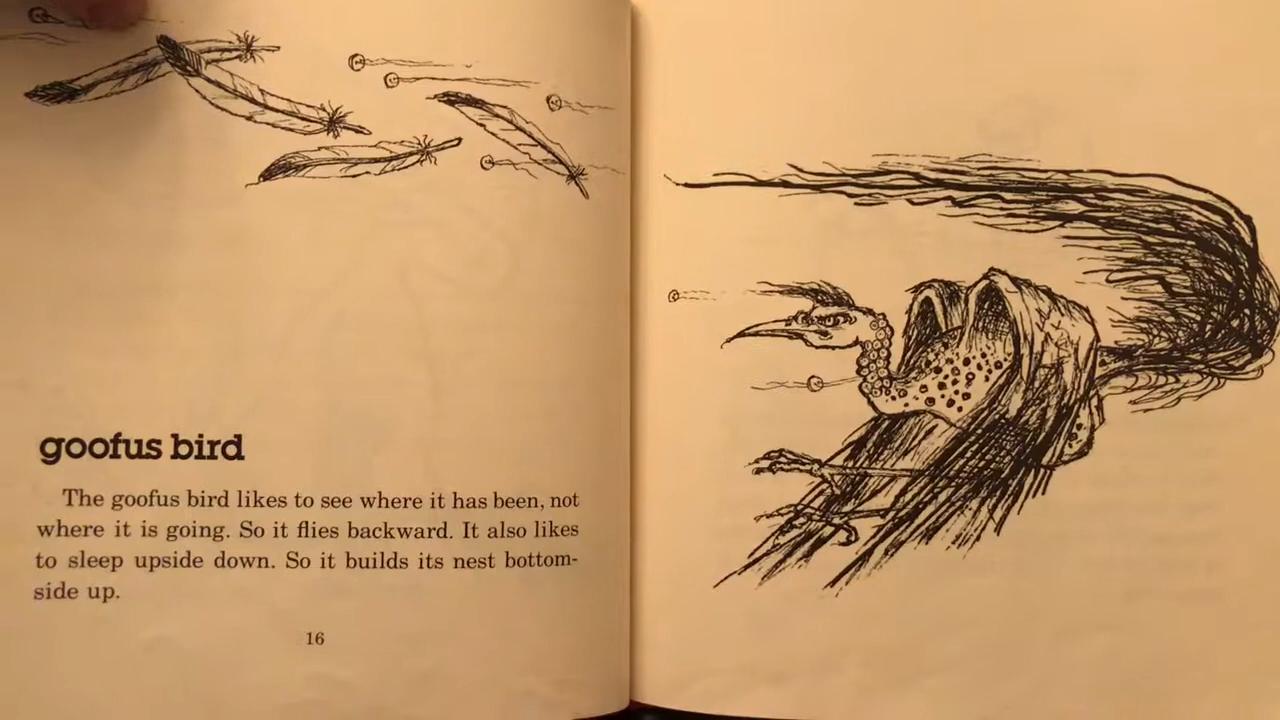 goofus bird
The goofus bird likes to see where it has been, not
where it is going. So it flies backward. It also likes
to sleep upside down. So it builds its nest bottom-
side up.
16